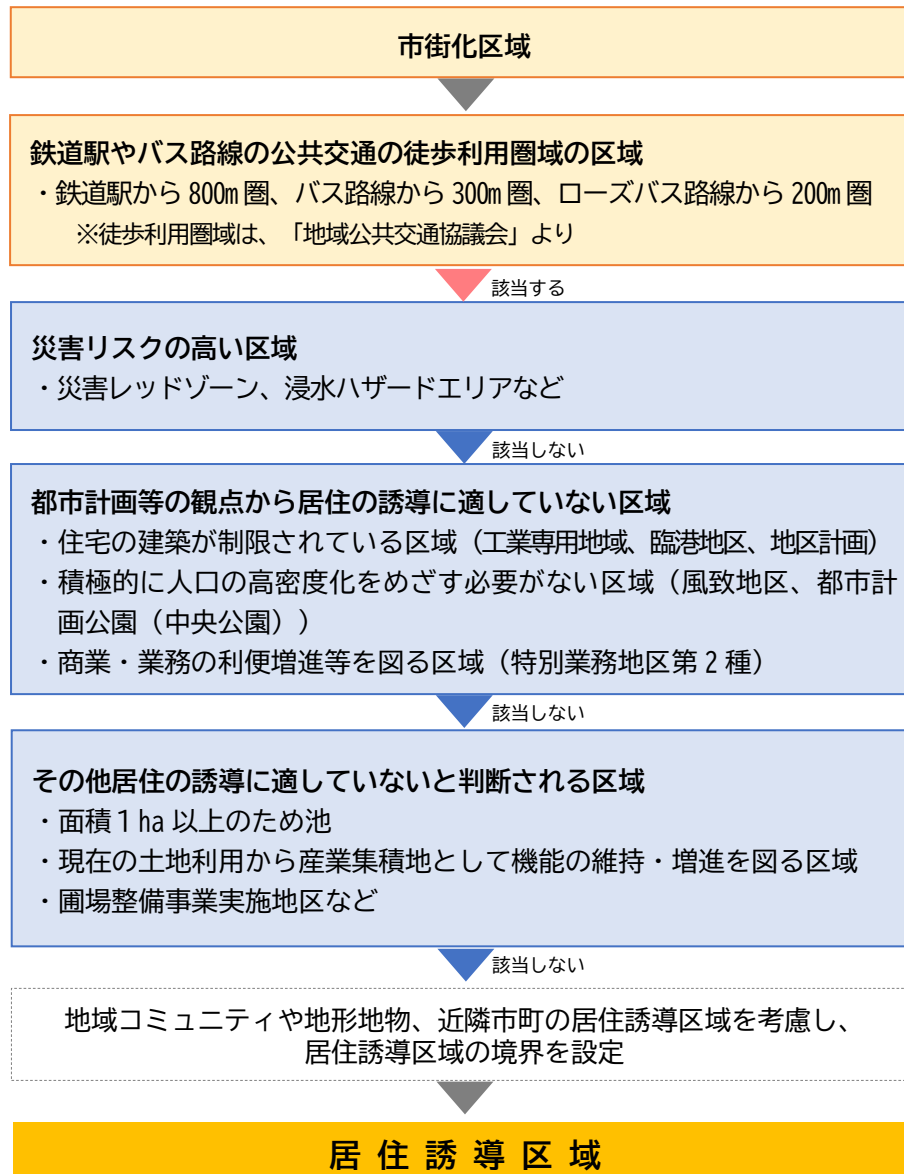 市街化区域
鉄道駅やバス路線の公共交通の徒歩利用圏域の区域
・鉄道駅から 800m 圏、バス路線から 300m 圏、ローズバス路線から 200m 圏
※徒歩利用圏域は、「地域公共交通協議会」より
該当する
災害リスクの高い区域
・災害レッドゾーン、浸水ハザードエリアなど
該当しない
都市計画等の観点から居住の誘導に適していない区域
・住宅の建築が制限されている区域（工業専用地域、臨港地区、地区計画）
・積極的に人口の高密度化をめざす必要がない区域（風致地区、都市計
画公園（中央公園））
・商業・業務の利便増進等を図る区域（特別業務地区第 2 種）
該当しない
その他居住の誘導に適していないと判断される区域
・面積１ha 以上のため池
・現在の土地利用から産業集積地として機能の維持・増進を図る区域
・圃場整備事業実施地区など
該当しない
地域コミュニティや地形地物、近隣市町の居住誘導区域を考慮し、
居住誘導区域の境界を設定
居 住 誘 導 区 域